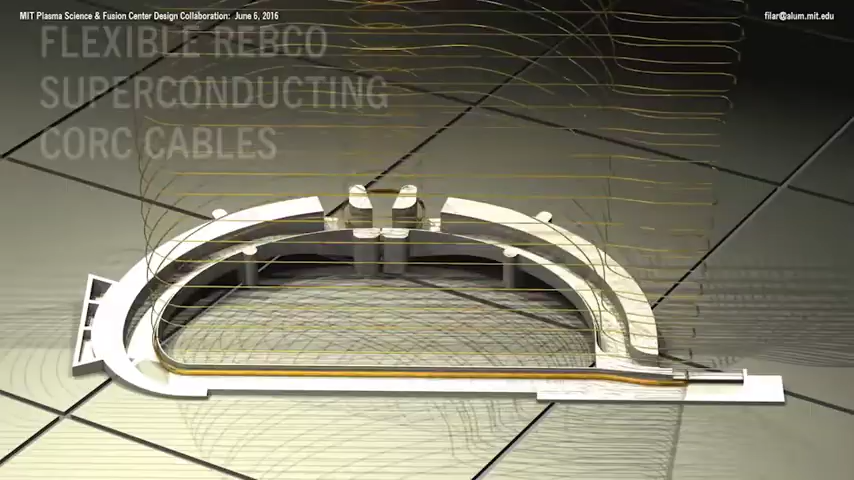 MIT Plasma Science & Fusion Center Design Collaboration: June 6, 2016
filar@alum.mit.edu
FLEXIBLE REBCO
SUPERCONDUCTING
CORC CABLES